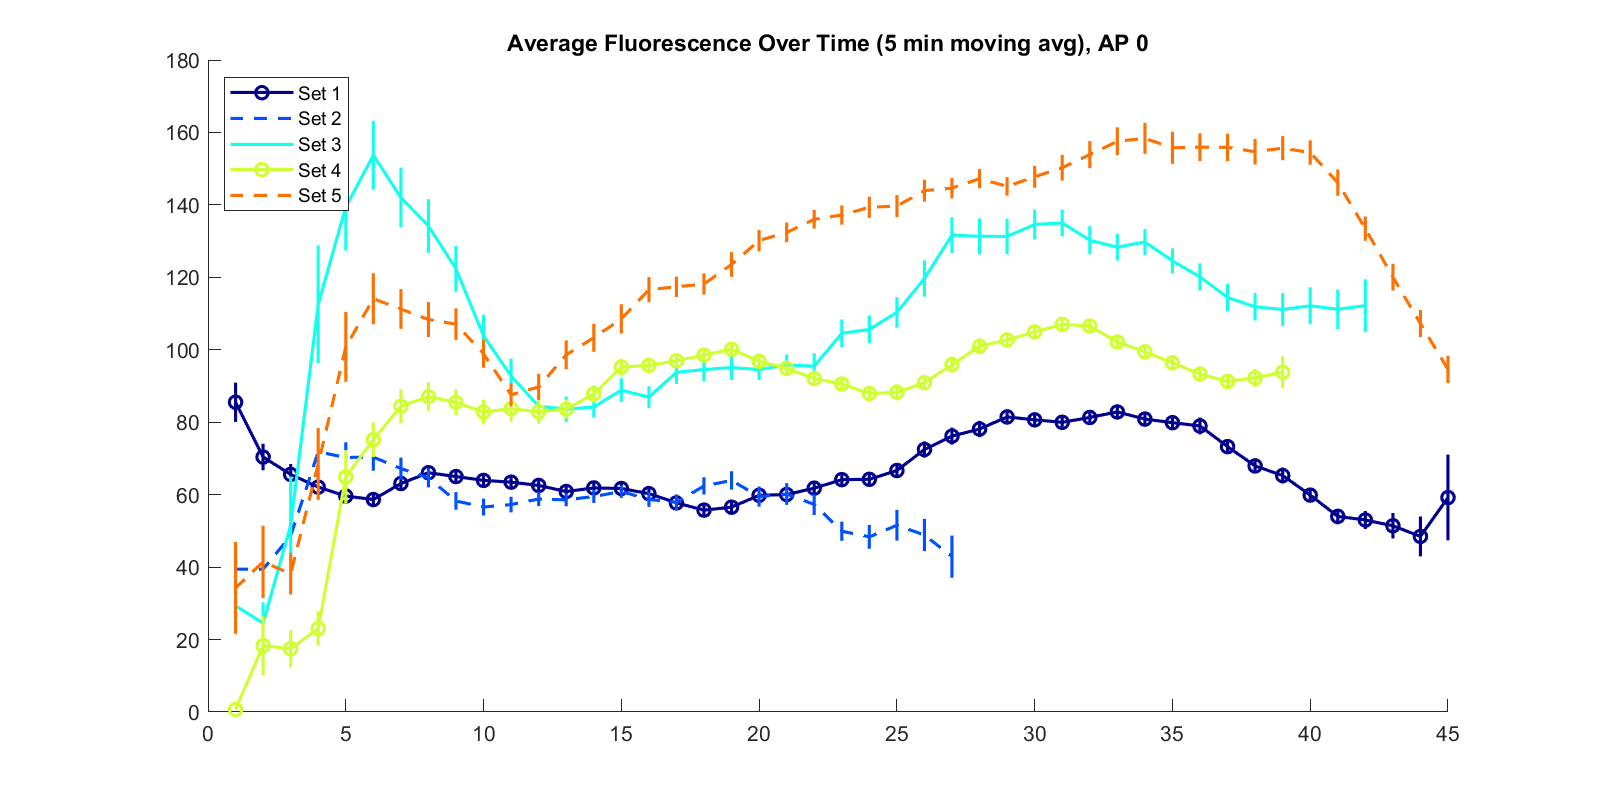 Average Fluorescence Over Time (5 min moving avg), AP 0
180
160
140
120
100
80
60
40
20
0
Set 1
Set 2
Set 3
Set 4
Set 5
0 5 10 15 20 25 30 35 40 45